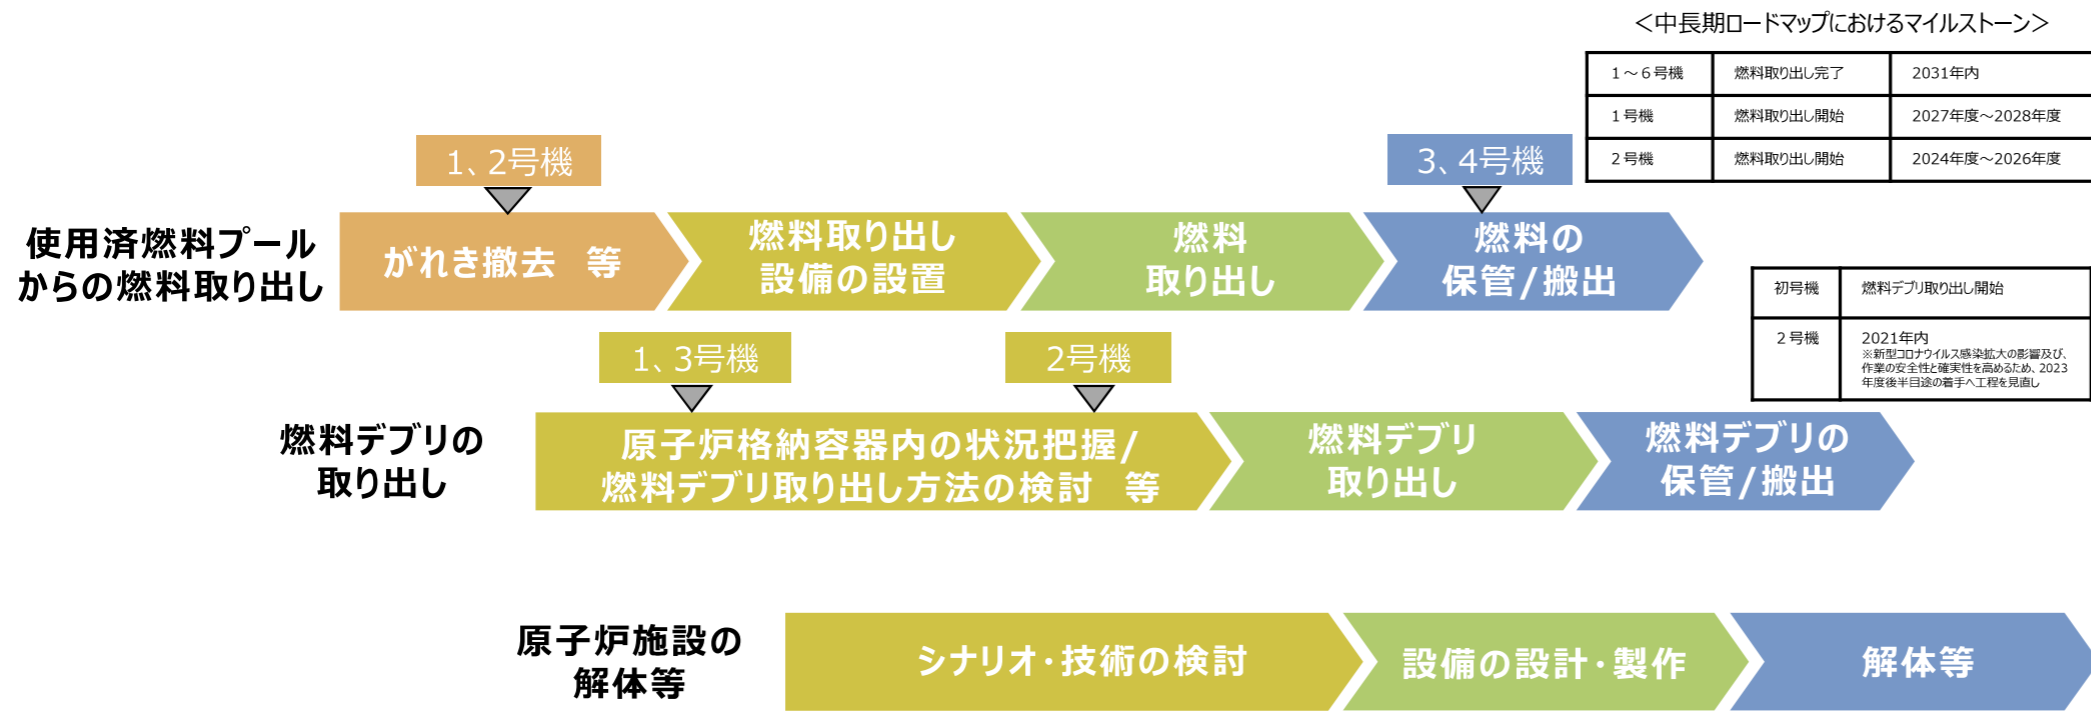 ＜中長期ロードマップにおけるマイルストーン＞
1～6号機 燃料取り出し完了 2031年内
1号機 燃料取り出し開始 2027年度～2028年度
2号機 燃料取り出し開始 2024年度～2026年度
1、2号機
3、4号機
使用済燃料プール
からの燃料取り出し
がれき撤去　等
燃料取り出し
設備の設置
燃料
取り出し
燃料の
保管/搬出
初号機 燃料デブリ取り出し開始
2号機 2021年内
※新型コロナウイルス感染拡大の影響及び、
作業の安全性と確実性を高めるため、2023
年度後半目途の着手へ工程を見直し
1、3号機
2号機
燃料デブリの
取り出し
原子炉格納容器内の状況把握/
燃料デブリ取り出し方法の検討　等
燃料デブリ
取り出し
燃料デブリの
保管/搬出
原子炉施設の
解体等
シナリオ・技術の検討
設備の設計・製作
解体等